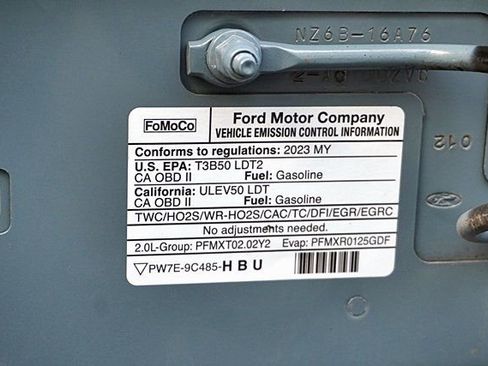 NZ6B-16A76
FoMoCo
Ford Motor Company
VEHICLE EMISSION CONTROL INFORMATION
Conforms to regulations: 2023 MY
U.S. EPA: T3B50 LDT2
CA OBD II Fuel: Gasoline
California: ULEV50 LDT
CA OBD II Fuel: Gasoline
TWC/HO2S/WR-HO2S/CAC/TC/DFI/EGR/EGRC
No adjustments needed.
2.0L-Group: PFMXT02.02Y2 Evap: PFMXR0125GDF
▽PW7E-9C485-HBU
012